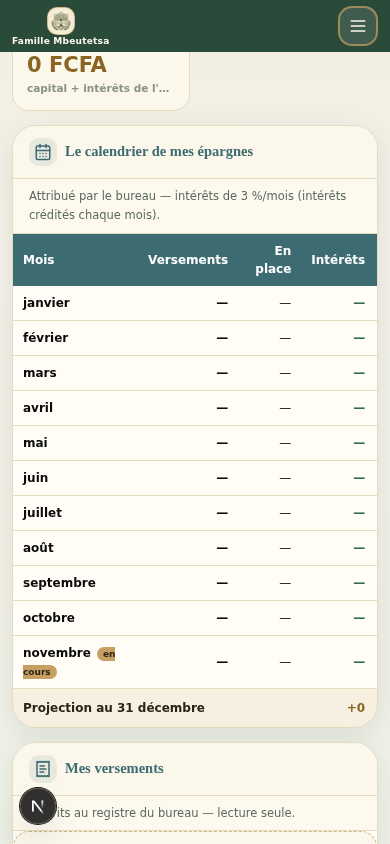 Famille Mbeutetsa
0 FCFA
capital + intérêts de l'...
Le calendrier de mes épargnes
Attribué par le bureau — intérêts de 3 %/mois (intérêts
crédités chaque mois).
Mois Versements En place Intérêts
janvier — — —
février — — —
mars — — —
avril — — —
mai — — —
juin — — —
juillet — — —
août — — —
septembre — — —
octobre — — —
novembre en cours — — —
Projection au 31 décembre +0
Mes versements
its au registre du bureau — lecture seule.
N